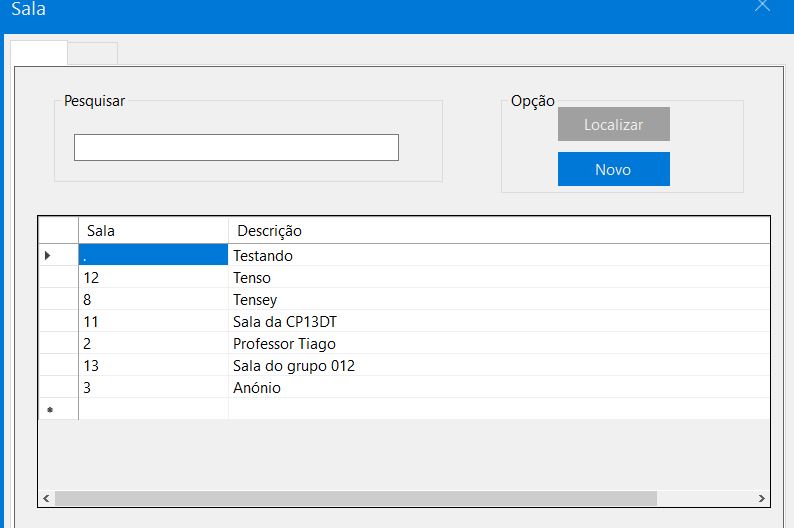 Sala
Pesquisar
Opção
Localizar
Novo
Sala Descrição
. Testando
12 Tenso
8 Tensey
11 Sala da CP13DT
2 Professor Tiago
13 Sala do grupo 012
3 Anónio